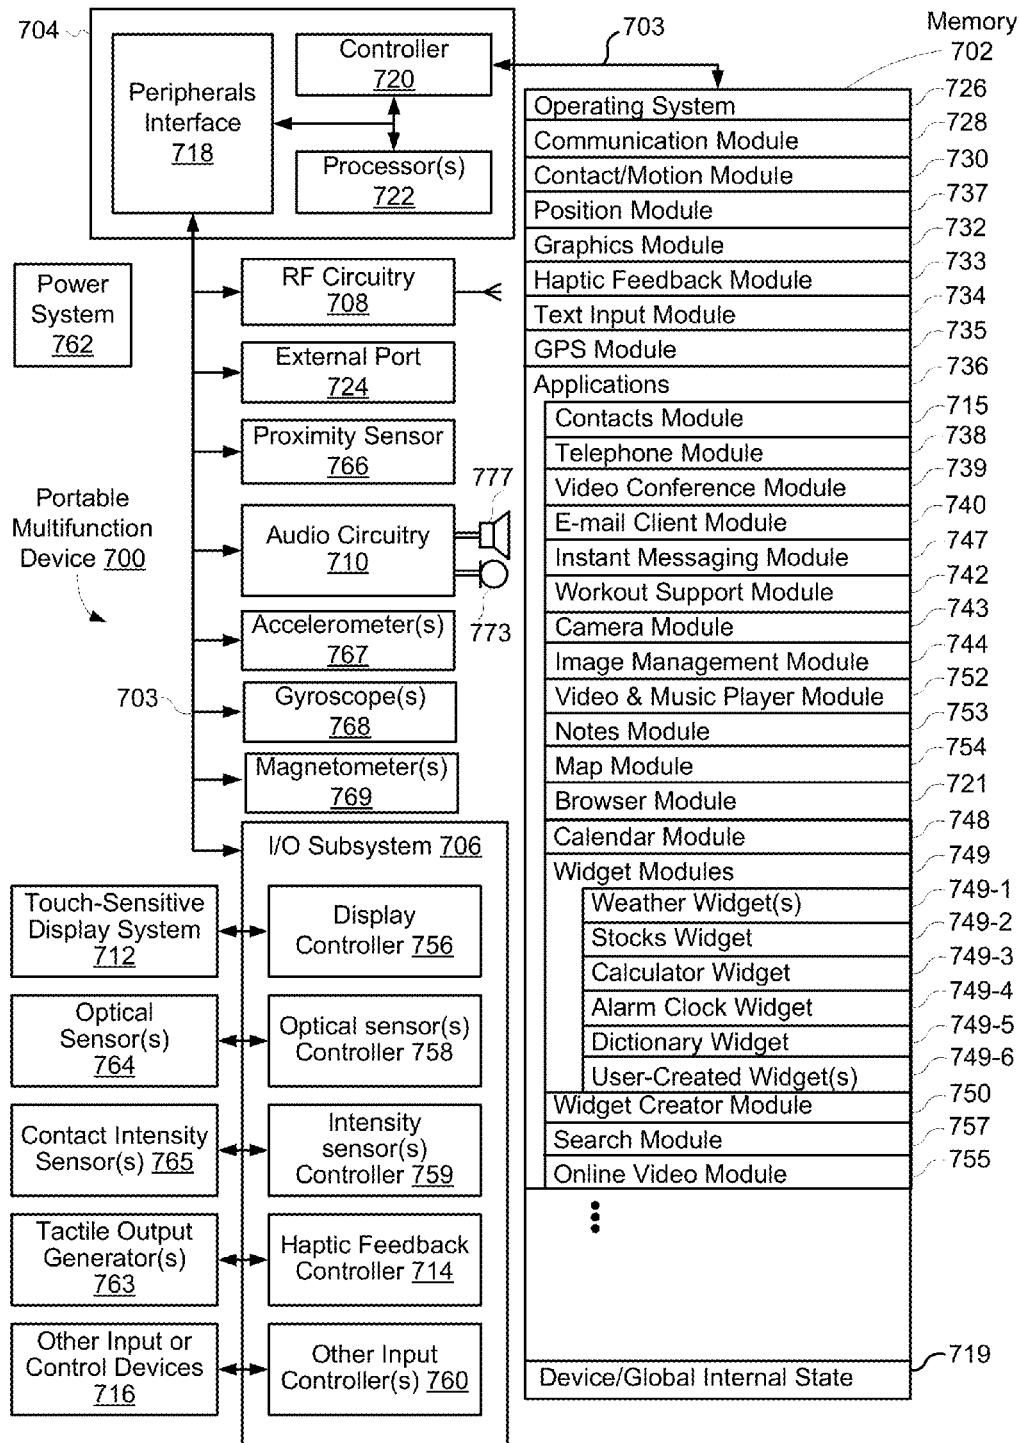 704
Peripherals
Interface
718
Controller
720
Processor(s)
722
703
Memory
702
Power
System
762
RF Circuitry
708
External Port
724
Proximity Sensor
766
Portable
Multifunction
Device 700
Audio Circuitry
710
777
773
Accelerometer(s)
767
703
Gyroscope(s)
768
Magnetometer(s)
769
I/O Subsystem 706
Touch-Sensitive
Display System
712
Display
Controller 756
Optical
Sensor(s)
764
Optical sensor(s)
Controller 758
Contact Intensity
Sensor(s) 765
Intensity
sensor(s)
Controller 759
Tactile Output
Generator(s)
763
Haptic Feedback
Controller 714
Other Input or
Control Devices
716
Other Input
Controller(s) 760
Operating System 726
Communication Module 728
Contact/Motion Module 730
Position Module 737
Graphics Module 732
Haptic Feedback Module 733
Text Input Module 734
GPS Module 735
Applications 736
Contacts Module 715
Telephone Module 738
Video Conference Module 739
E-mail Client Module 740
Instant Messaging Module 747
Workout Support Module 742
Camera Module 743
Image Management Module 744
Video & Music Player Module 752
Notes Module 753
Map Module 754
Browser Module 721
Calendar Module 748
Widget Modules 749
Weather Widget(s) 749-1
Stocks Widget 749-2
Calculator Widget 749-3
Alarm Clock Widget 749-4
Dictionary Widget 749-5
User-Created Widget(s) 749-6
Widget Creator Module 750
Search Module 757
Online Video Module 755
Device/Global Internal State 719